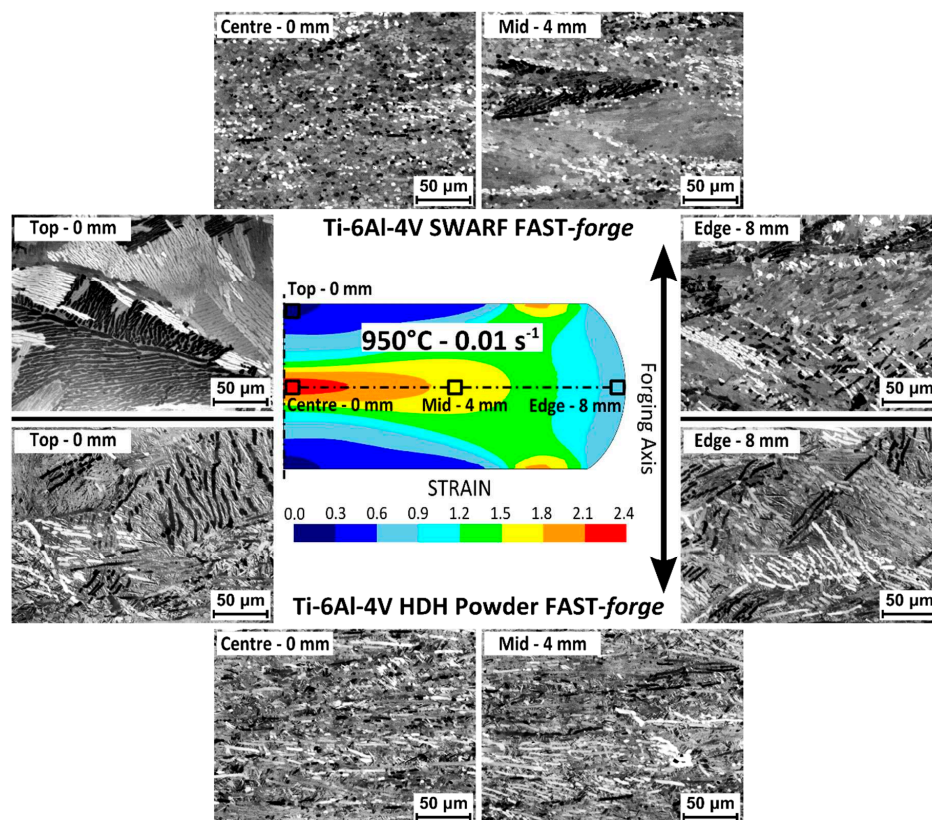 Centre - 0 mm
50 µm
Mid - 4 mm
50 µm
Top - 0 mm
50 µm
Ti-6Al-4V SWARF FAST-forge
Edge - 8 mm
50 µm
Top - 0 mm
950°C - 0.01 s⁻¹
Centre - 0 mm
Mid - 4 mm
Edge - 8 mm
Forging Axis
STRAIN
0.0 0.3 0.6 0.9 1.2 1.5 1.8 2.1 2.4
Top - 0 mm
50 µm
Edge - 8 mm
50 µm
Ti-6Al-4V HDH Powder FAST-forge
Centre - 0 mm
50 µm
Mid - 4 mm
50 µm